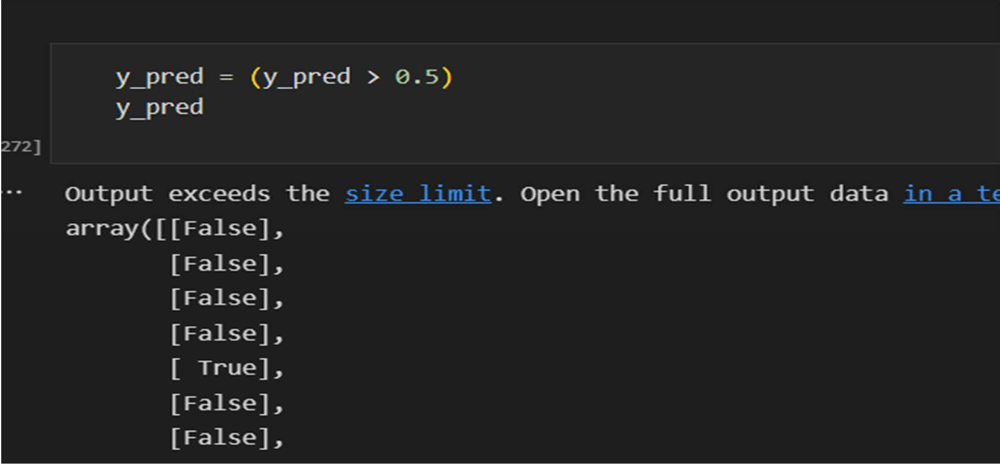 y_pred = (y_pred > 0.5)
y_pred
272]
Output exceeds the size limit. Open the full output data in a te
array([[False],
[False],
[False],
[False],
[ True],
[False],
[False],